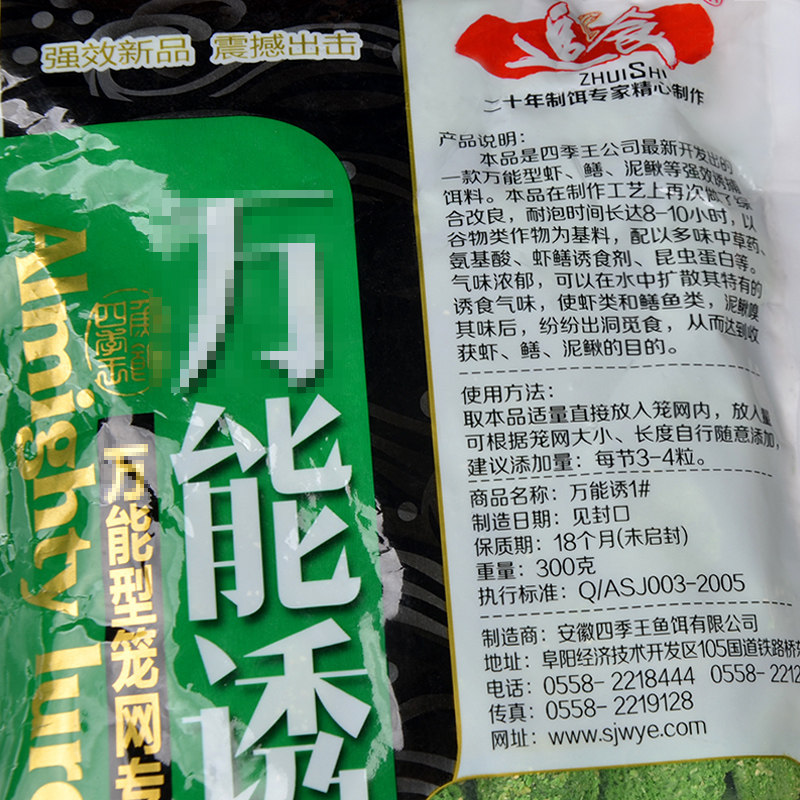 强效新品 震撼出击
追食
ZHUISHI
二十年制饵专家精心制作
万能诱
四季王
Almighty lure
万能型笼网专
产品说明：
本品是四季王公司最新开发出的
一款万能型虾、鳝、泥鳅等强效诱捕
饵料。本品在制作工艺上再次做了综
合改良，耐泡时间长达8-10小时，以
谷物类作物为基料，配以多味中草药、
氨基酸、虾鳝诱食剂、昆虫蛋白等。
气味浓郁，可以在水中扩散其特有的
诱食气味，使虾类和鳝鱼类，泥鳅嗅
其味后，纷纷出洞觅食，从而达到收
获虾、鳝、泥鳅的目的。
使用方法：
取本品适量直接放入笼网内，放入量
可根据笼网大小、长度自行随意添加，
建议添加量：每节3-4粒。
商品名称：万能诱1#
制造日期：见封口
保质期：18个月(未启封)
重量：300克
执行标准：Q/ASJ003-2005
制造商：安徽四季王鱼饵有限公司
地址：阜阳经济技术开发区105国道铁路桥
电话：0558-2218444 0558-2212
传真：0558-2219128
网址：www.sjwye.com